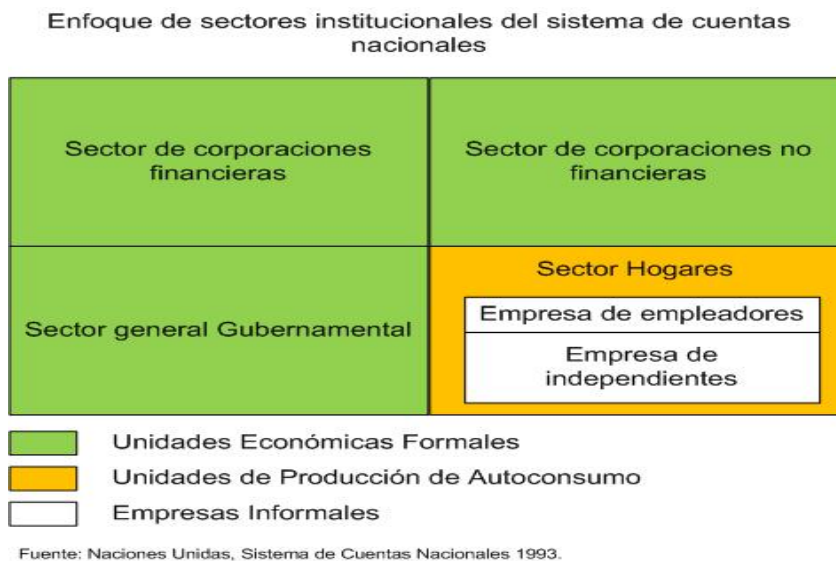 Enfoque de sectores institucionales del sistema de cuentas
nacionales
Sector de corporaciones
financieras
Sector de corporaciones no
financieras
Sector general Gubernamental
Sector Hogares
Empresa de empleadores
Empresa de
independientes
Unidades Económicas Formales
Unidades de Producción de Autoconsumo
Empresas Informales
Fuente: Naciones Unidas, Sistema de Cuentas Nacionales 1993.